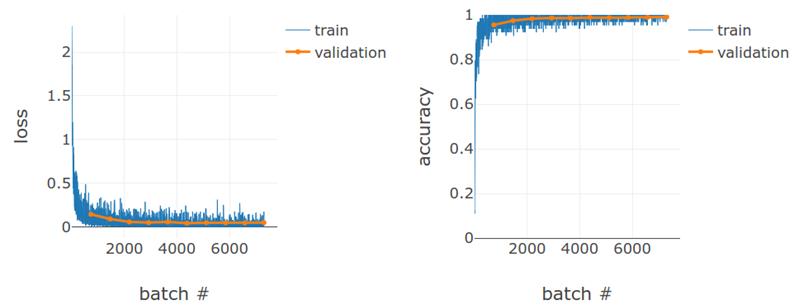 loss
2
1.5
1
0.5
0
2000 4000 6000
batch #
train
validation
accuracy
1
0.8
0.6
0.4
0.2
0
2000 4000 6000
batch #
train
validation